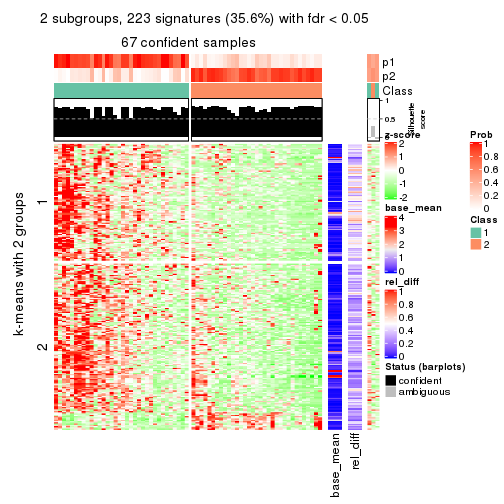 2 subgroups, 223 signatures (35.6%) with fdr < 0.05
67 confident samples
p1
p2
Class
1
0.5
0
Silhouette
score
k-means with 2 groups
1
2
base_mean
rel_diff
z-score
2
1
0
-1
-2
base_mean
4
3
2
1
0
rel_diff
1
0.8
0.6
0.4
0.2
0
Status (barplots)
confident
ambiguous
Prob
1
0.8
0.6
0.4
0.2
0
Class
1
2